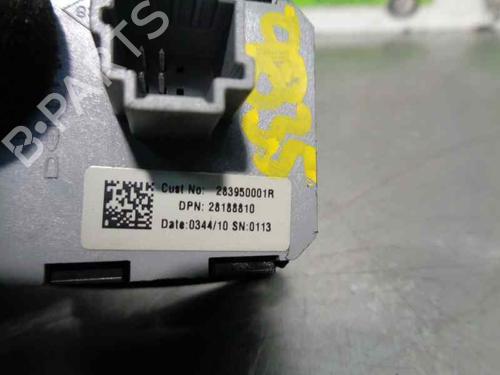 B-PARTS
Cust No: 283950001R
DPN: 28188810
Date:0344/10 SN:0113